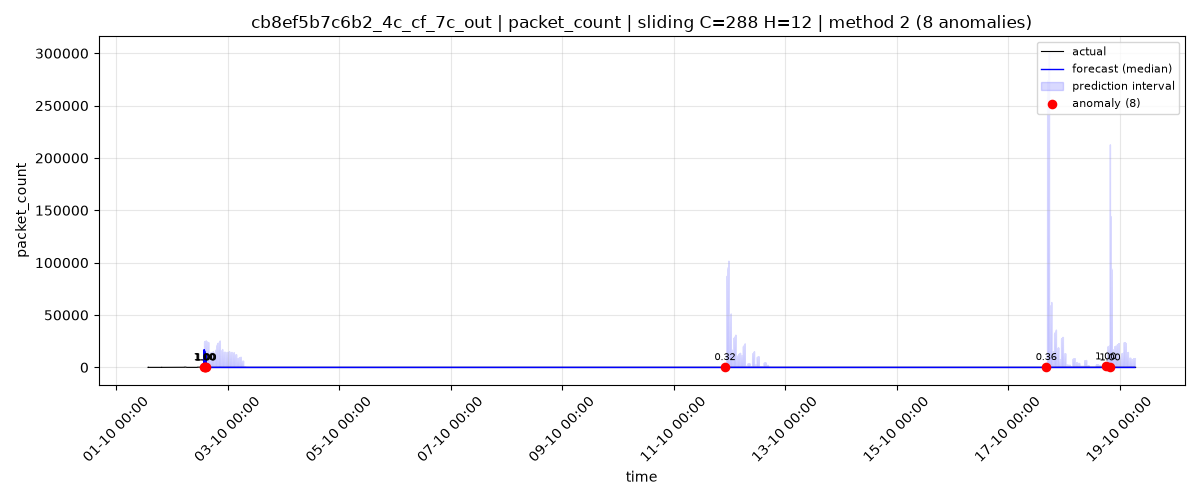 cb8ef5b7c6b2_4c_cf_7c_out | packet_count | sliding C=288 H=12 | method 2 (8 anomalies)
packet_count
300000
250000
200000
150000
100000
50000
0
actual
forecast (median)
prediction interval
anomaly (8)
0.32
0.36
01-10 00:00
03-10 00:00
05-10 00:00
07-10 00:00
09-10 00:00
11-10 00:00
13-10 00:00
15-10 00:00
17-10 00:00
19-10 00:00
time